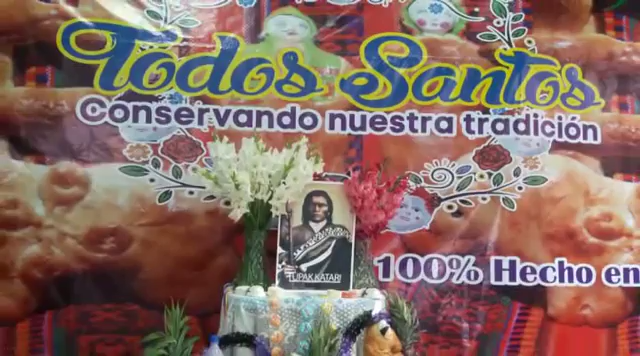 Todos Santos
Conservando nuestra tradición
TUPAK KATARI
100% Hecho en